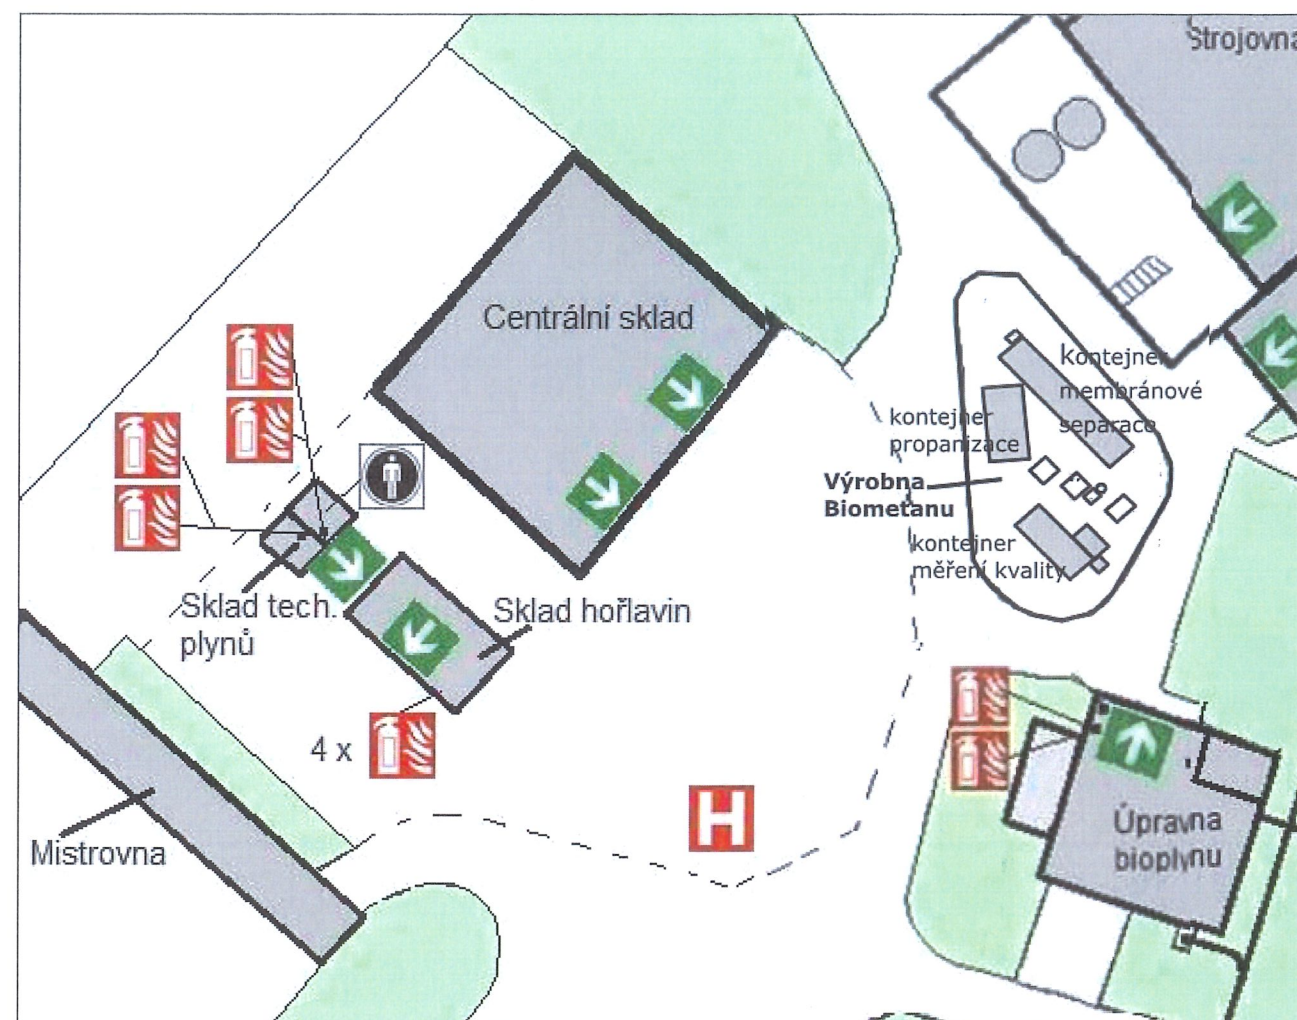 Strojovna
Centrální sklad
kontejner
membránové
separace
kontejner
propanizace
Výrobna
Biometanu
kontejner
měření kvality
Sklad tech.
plynů
Sklad hořlavin
4 x
Mistrovna
H
Úpravna
bioplynu